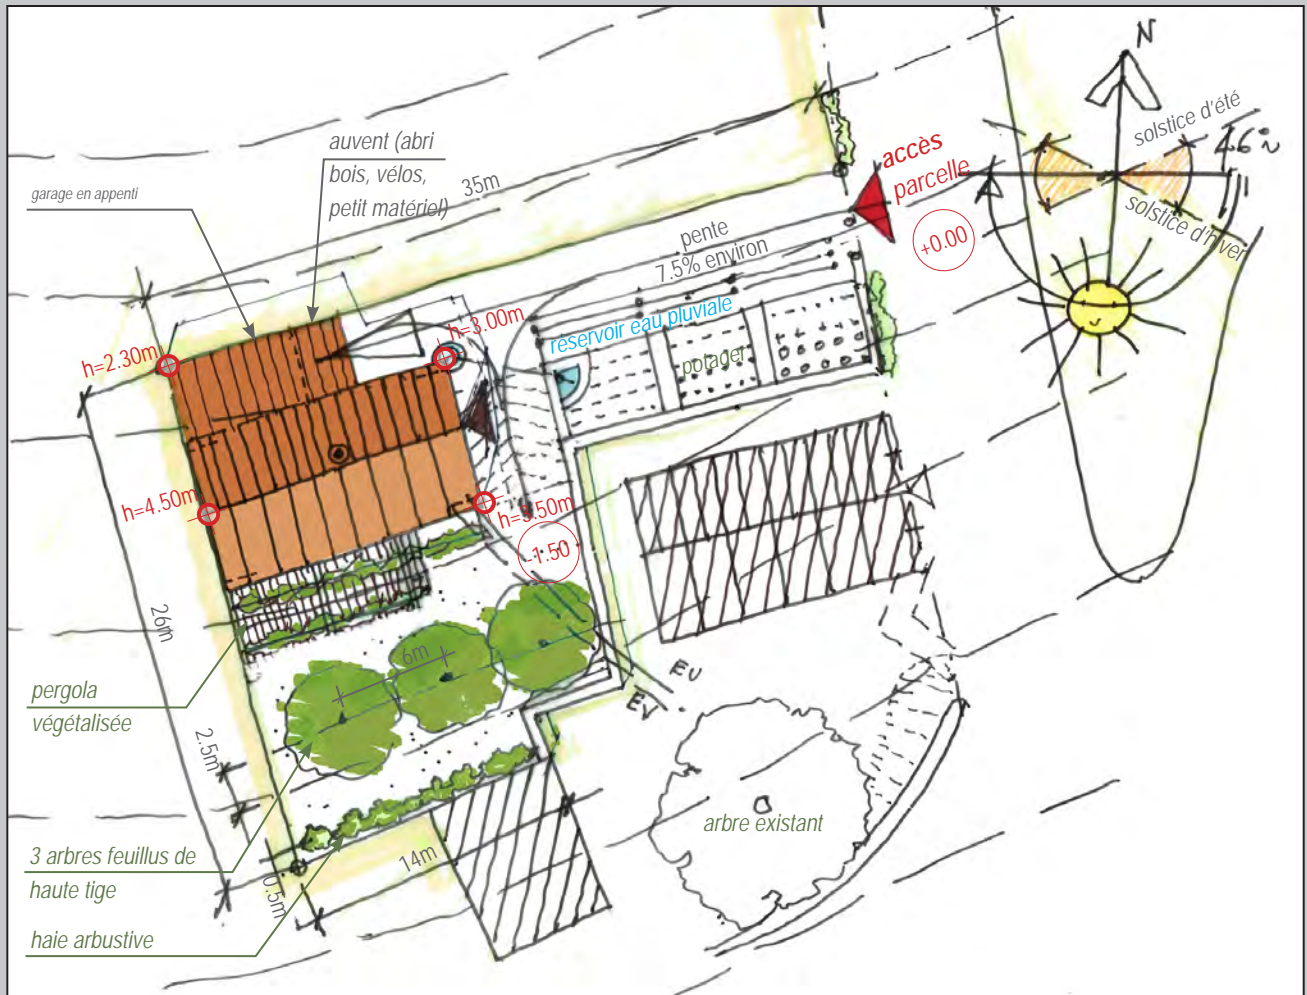 N
solstice d'été
46°
solstice d'hiver
accès
parcelle
+0.00
auvent (abri
bois, vélos,
petit matériel)
garage en appenti
35m
pente
7.5% environ
reservoir eau pluviale
potager
h=2.30m
h=3.00m
h=4.50m
h=3.50m
-1.50
26m
6m
pergola
végétalisée
2.5m
EU
EV
arbre existant
3 arbres feuillus de
haute tige
14m
0.5m
haie arbustive